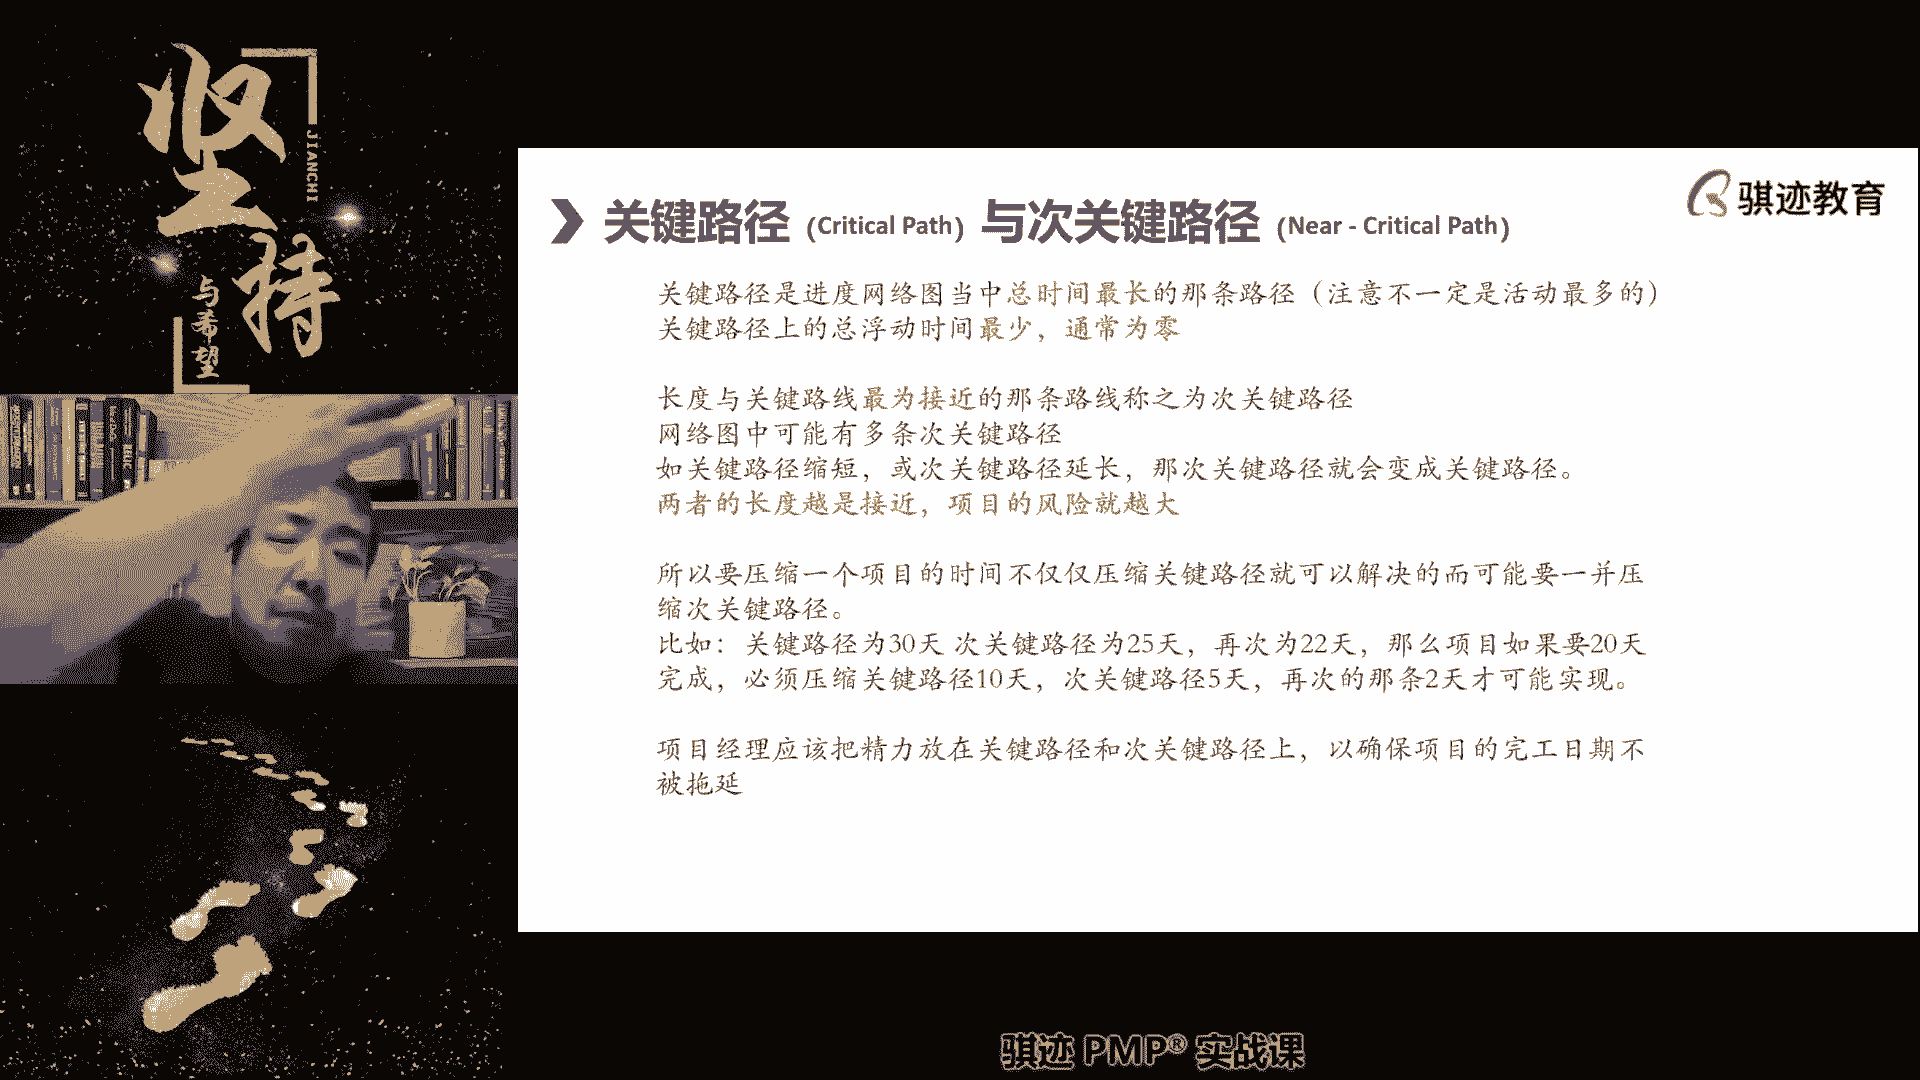 坚持
JIANCHI
与希望
骐迹教育
关键路径 (Critical Path) 与次关键路径 (Near - Critical Path)
关键路径是进度网络图当中总时间最长的那条路径（注意不一定是活动最多的）
关键路径上的总浮动时间最少，通常为零
长度与关键路线最为接近的那条路线称之为次关键路径
网络图中可能有多条次关键路径
如关键路径缩短，或次关键路径延长，那次关键路径就会变成关键路径。
两者的长度越是接近，项目的风险就越大
所以要压缩一个项目的时间不仅仅压缩关键路径就可以解决的而可能要一并压
缩次关键路径。
比如：关键路径为30天 次关键路径为25天，再次为22天，那么项目如果要20天
完成，必须压缩关键路径10天，次关键路径5天，再次的那条2天才可能实现。
项目经理应该把精力放在关键路径和次关键路径上，以确保项目的完工日期不
被拖延
骐迹 PMP® 实战课